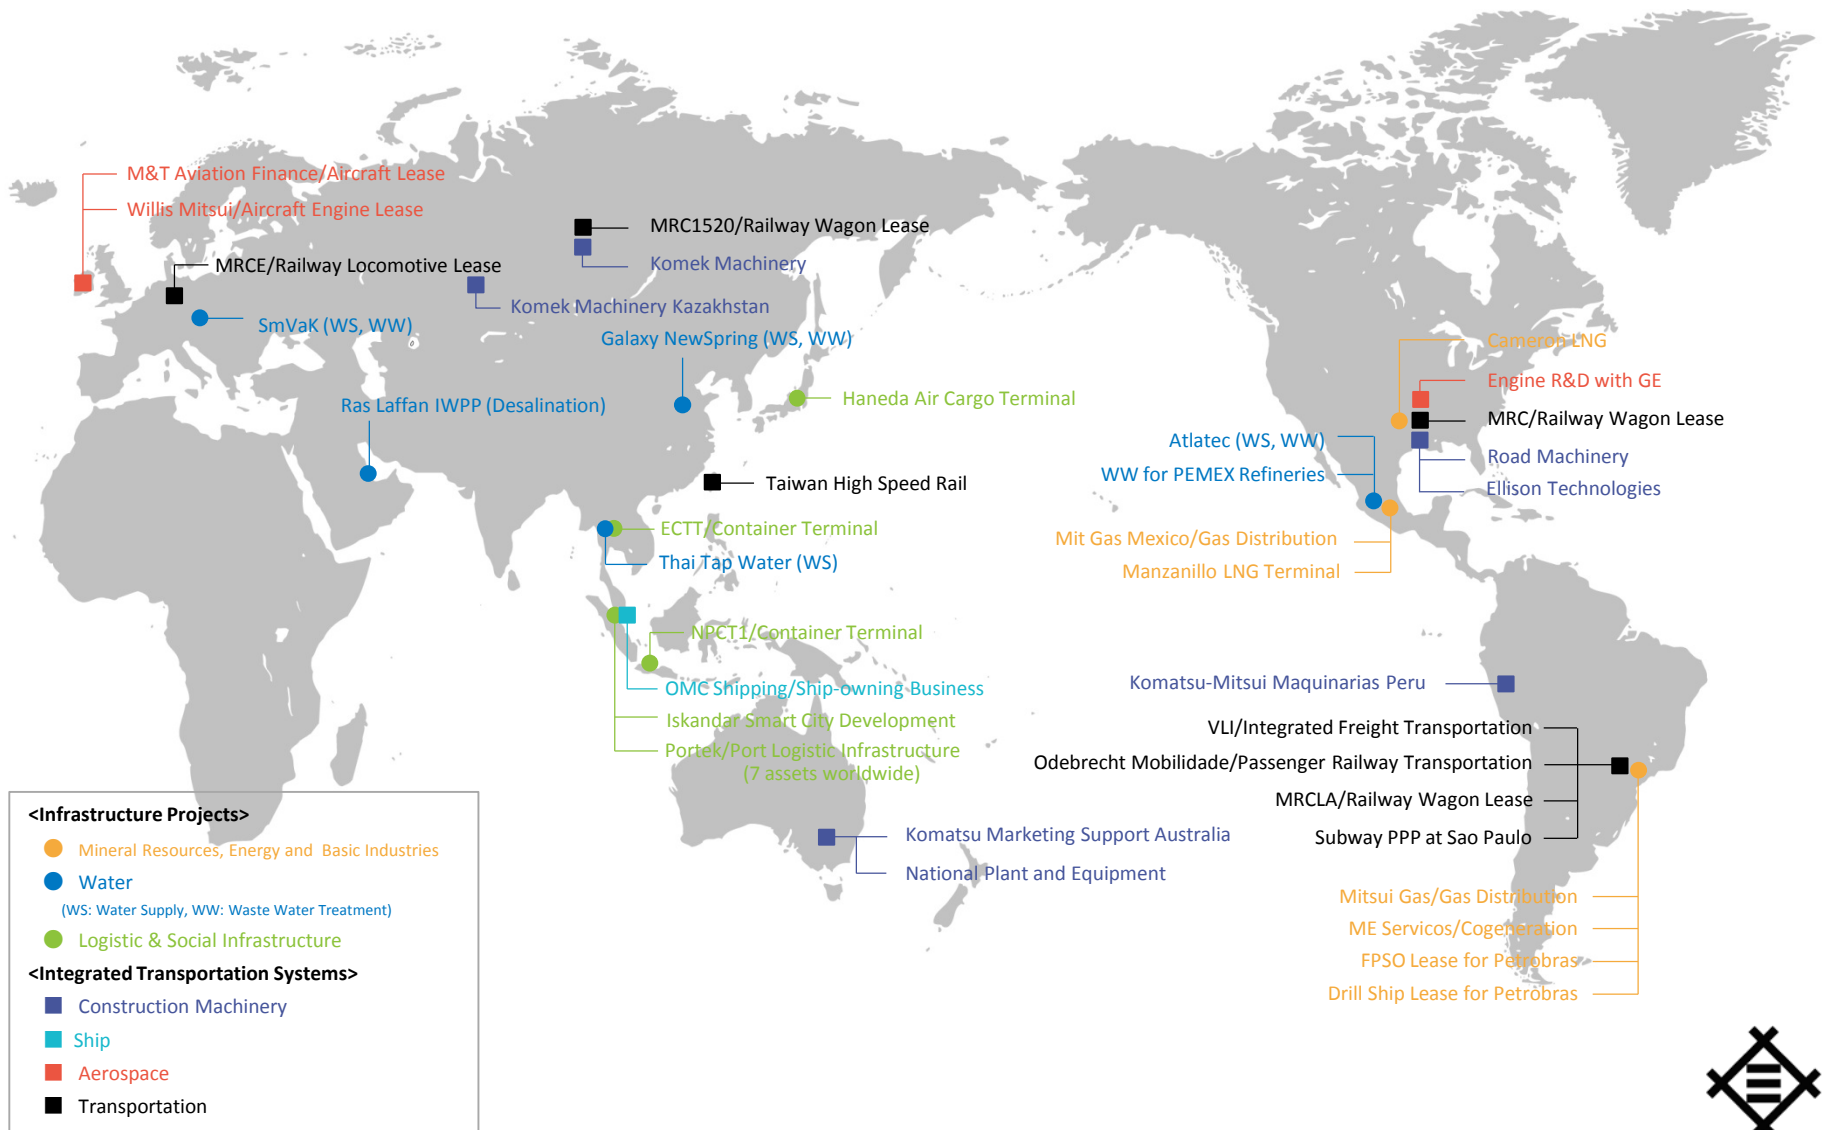 M&T Aviation Finance/Aircraft Lease
Willis Mitsui/Aircraft Engine Lease
MRCE/Railway Locomotive Lease
SmVaK (WS, WW)
MRC1520/Railway Wagon Lease
Komek Machinery
Komek Machinery Kazakhstan
Galaxy NewSpring (WS, WW)
Ras Laffan IWPP (Desalination)
Haneda Air Cargo Terminal
Taiwan High Speed Rail
ECTT/Container Terminal
Thai Tap Water (WS)
NPCT1/Container Terminal
OMC Shipping/Ship-owning Business
Iskandar Smart City Development
Portek/Port Logistic Infrastructure
(7 assets worldwide)
Komatsu Marketing Support Australia
National Plant and Equipment
Cameron LNG
Engine R&D with GE
MRC/Railway Wagon Lease
Road Machinery
Ellison Technologies
Atlatec (WS, WW)
WW for PEMEX Refineries
Mit Gas Mexico/Gas Distribution
Manzanillo LNG Terminal
Komatsu-Mitsui Maquinarias Peru
VLI/Integrated Freight Transportation
Odebrecht Mobilidade/Passenger Railway Transportation
MRCLA/Railway Wagon Lease
Subway PPP at Sao Paulo
Mitsui Gas/Gas Distribution
ME Servicos/Cogeneration
FPSO Lease for Petrobras
Drill Ship Lease for Petrobras
<Infrastructure Projects>
Mineral Resources, Energy and Basic Industries
Water
(WS: Water Supply, WW: Waste Water Treatment)
Logistic & Social Infrastructure
<Integrated Transportation Systems>
Construction Machinery
Ship
Aerospace
Transportation